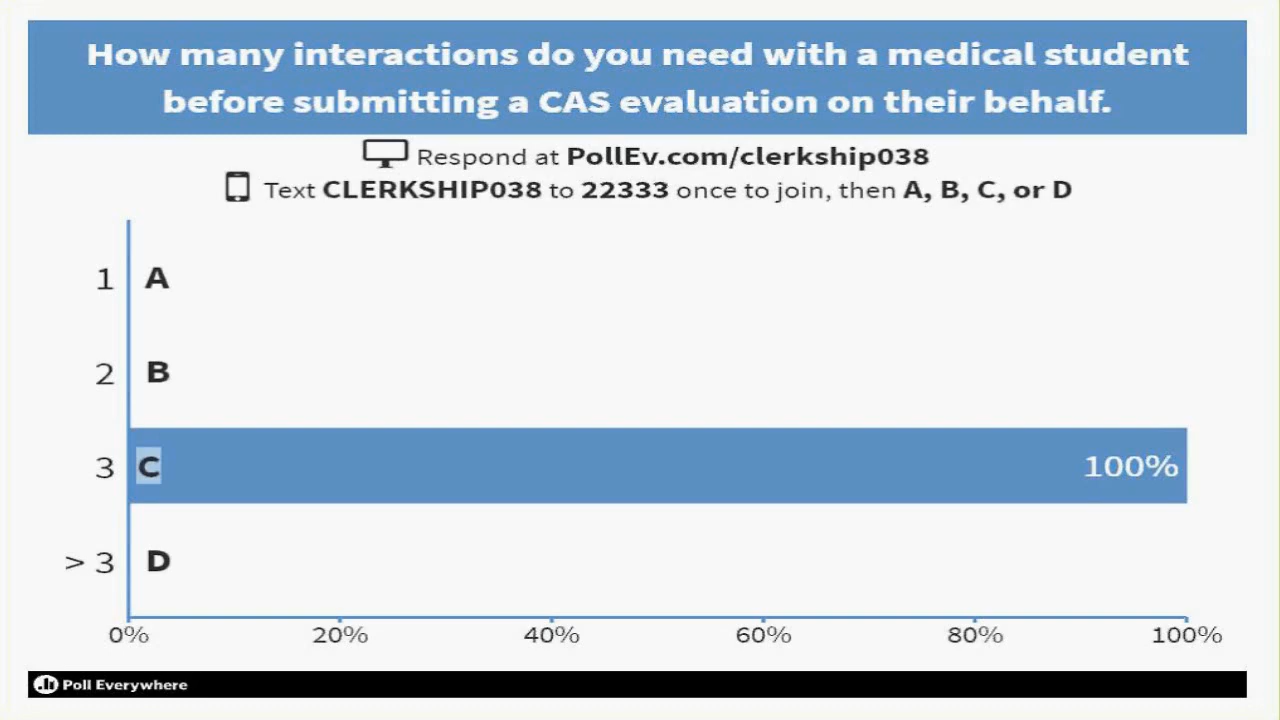 How many interactions do you need with a medical student
before submitting a CAS evaluation on their behalf.
Respond at PollEv.com/clerkship038
Text CLERKSHIP038 to 22333 once to join, then A, B, C, or D
1 A
2 B
3 C 100%
> 3 D
0% 20% 40% 60% 80% 100%
Poll Everywhere